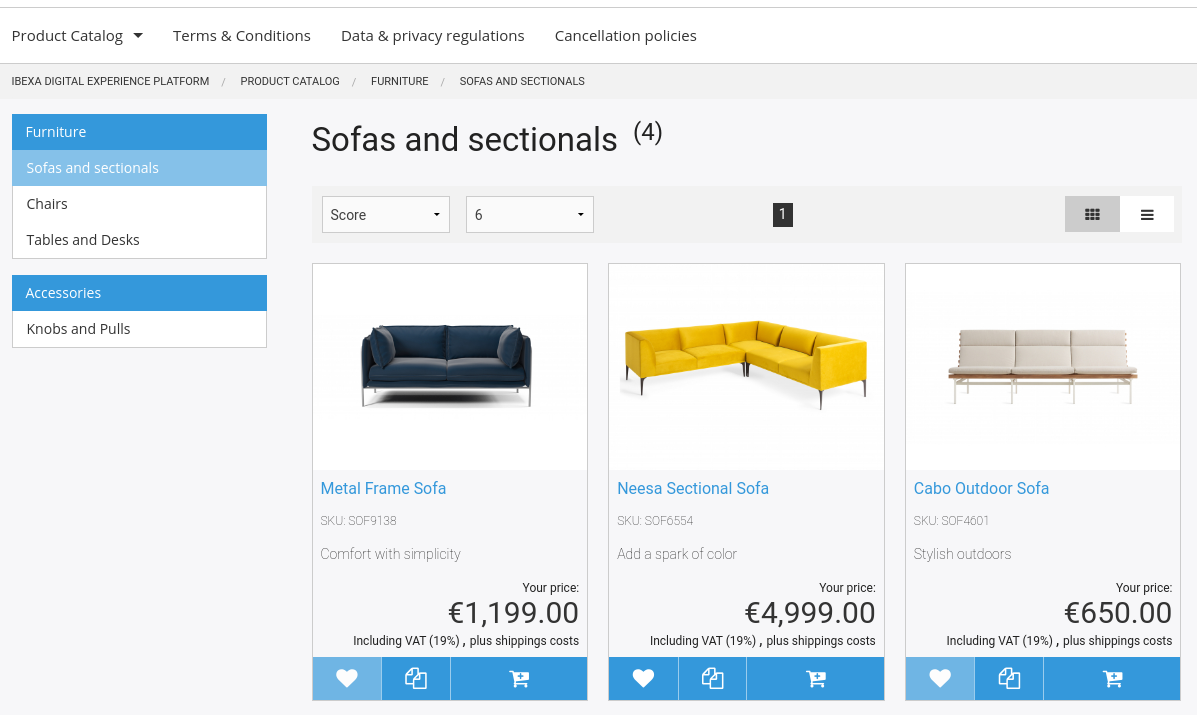 Product Catalog
Terms & Conditions
Data & privacy regulations
Cancellation policies
IBEXA DIGITAL EXPERIENCE PLATFORM / PRODUCT CATALOG / FURNITURE / SOFAS AND SECTIONALS
Furniture
Sofas and sectionals
Chairs
Tables and Desks
Accessories
Knobs and Pulls
Sofas and sectionals (4)
Score
6
1
Metal Frame Sofa
SKU: SOF9138
Comfort with simplicity
Your price:
€1,199.00
Including VAT (19%) , plus shippings costs
Neesa Sectional Sofa
SKU: SOF6554
Add a spark of color
Your price:
€4,999.00
Including VAT (19%) , plus shippings costs
Cabo Outdoor Sofa
SKU: SOF4601
Stylish outdoors
Your price:
€650.00
Including VAT (19%) , plus shippings costs